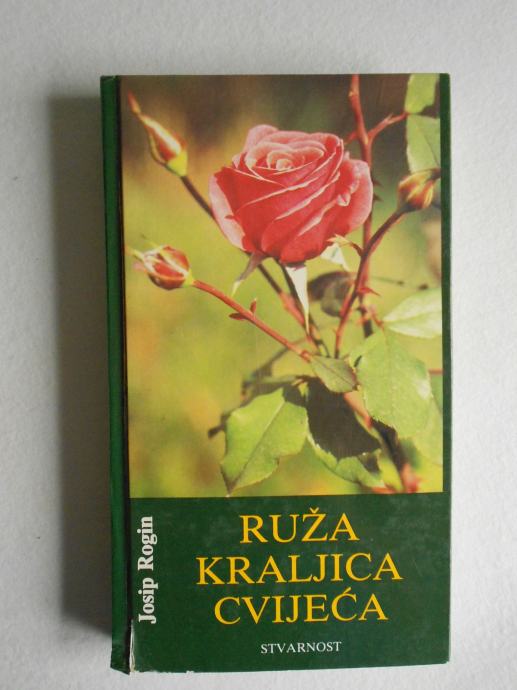 Josip Rogin
RUŽA
KRALJICA
CVIJEĆA
STVARNOST